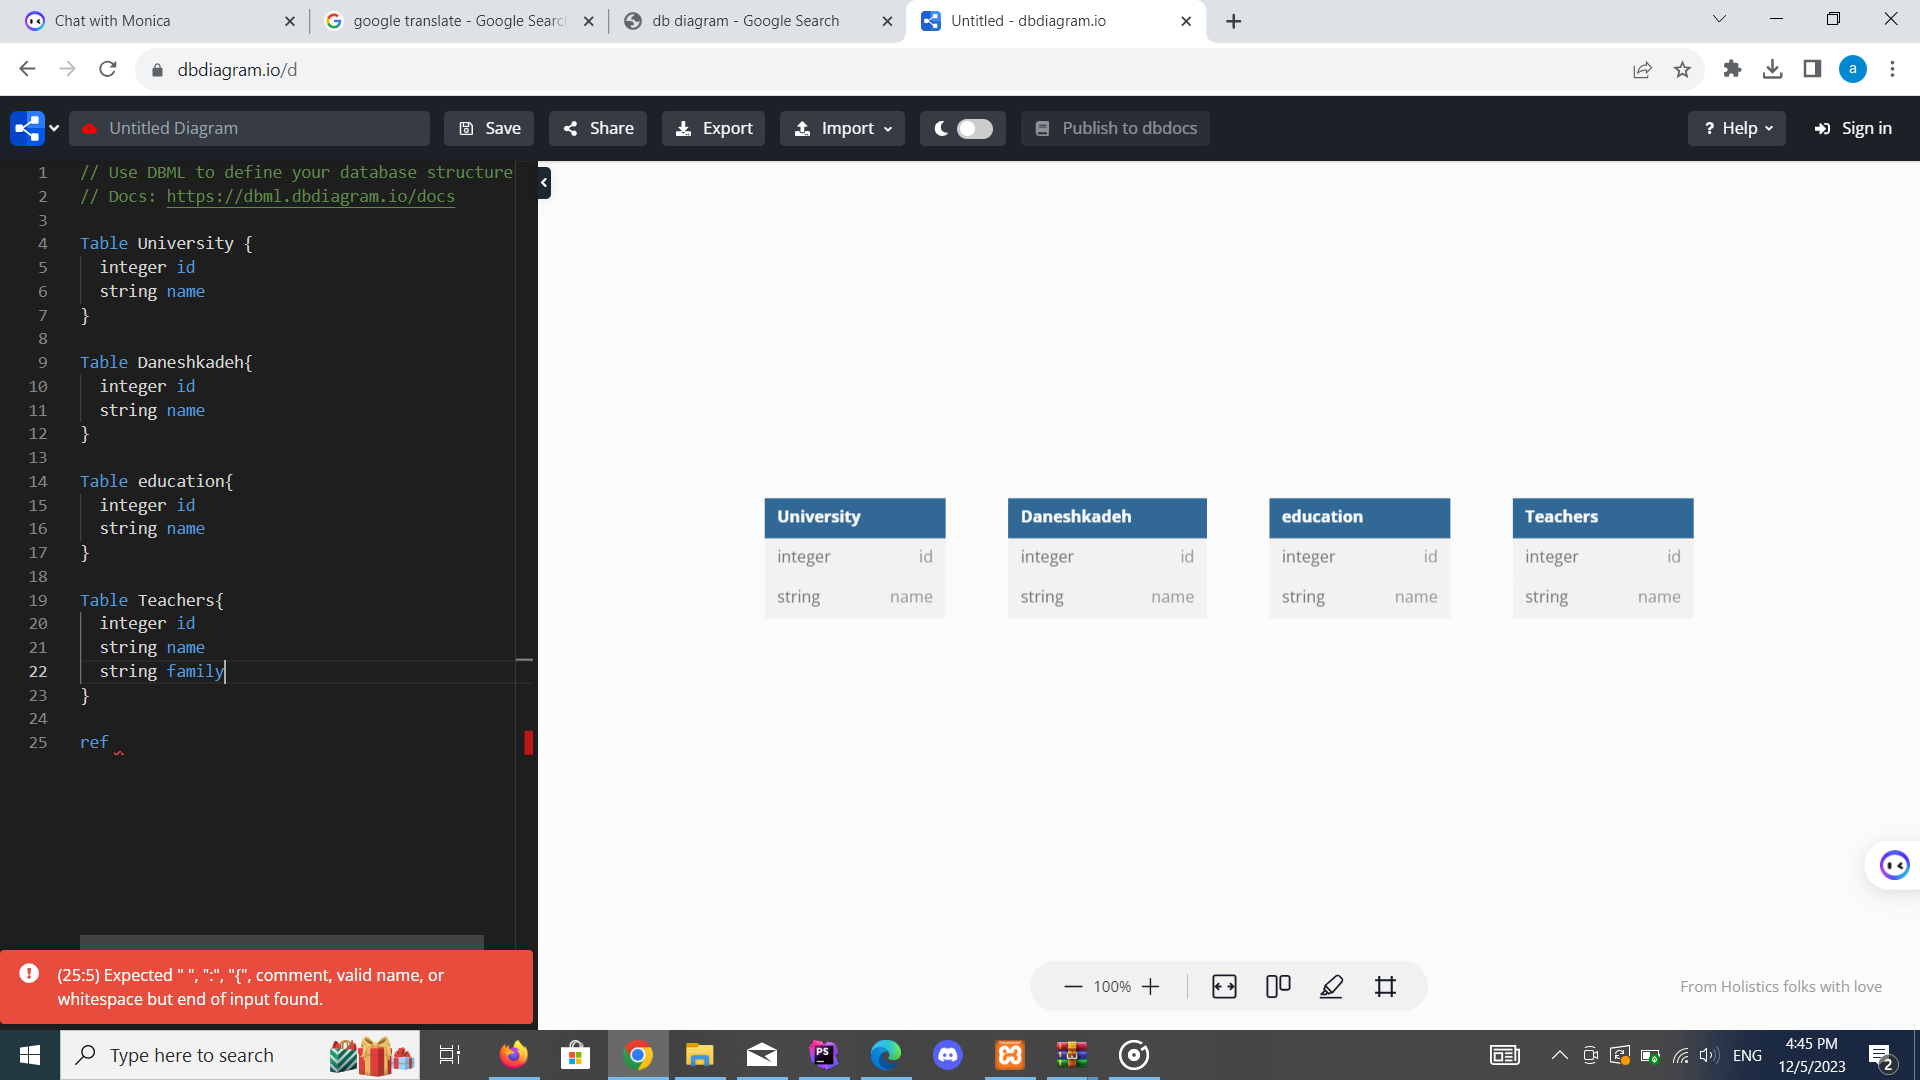 Chat with Monica
google translate - Google Searc
db diagram - Google Search
Untitled - dbdiagram.io
dbdiagram.io/d
a
Untitled Diagram
Save
Share
Export
Import
Publish to dbdocs
? Help
Sign in
1 // Use DBML to define your database structure
2 // Docs: https://dbml.dbdiagram.io/docs
3
4 Table University {
5 integer id
6 string name
7 }
8
9 Table Daneshkadeh{
10 integer id
11 string name
12 }
13
14 Table education{
15 integer id
16 string name
17 }
18
19 Table Teachers{
20 integer id
21 string name
22 string family
23 }
24
25 ref
University
integer id
string name
Daneshkadeh
integer id
string name
education
integer id
string name
Teachers
integer id
string name
(25:5) Expected " ", ":", "{", comment, valid name, or
whitespace but end of input found.
100%
From Holistics folks with love
Type here to search
PS
ENG
4:45 PM
12/5/2023
2